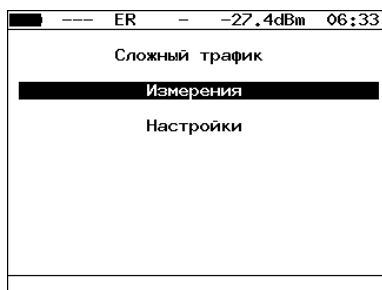 --- ER - -27.4dBm 06:33
Сложный трафик
Измерения
Настройки